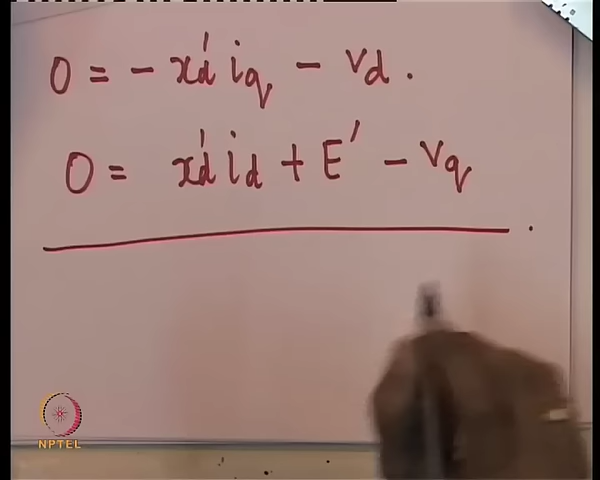 0 = - x'd iq - vd .
0 = x'd id + E' - vq
NPTEL